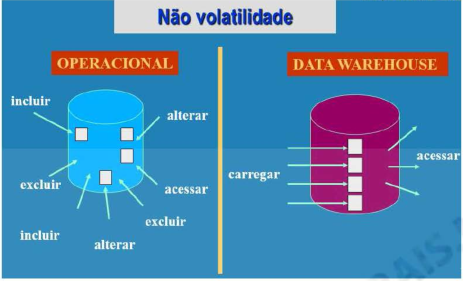 Não volatilidade
OPERACIONAL
incluir
alterar
excluir
acessar
excluir
incluir
alterar
DATA WAREHOUSE
carregar
acessar